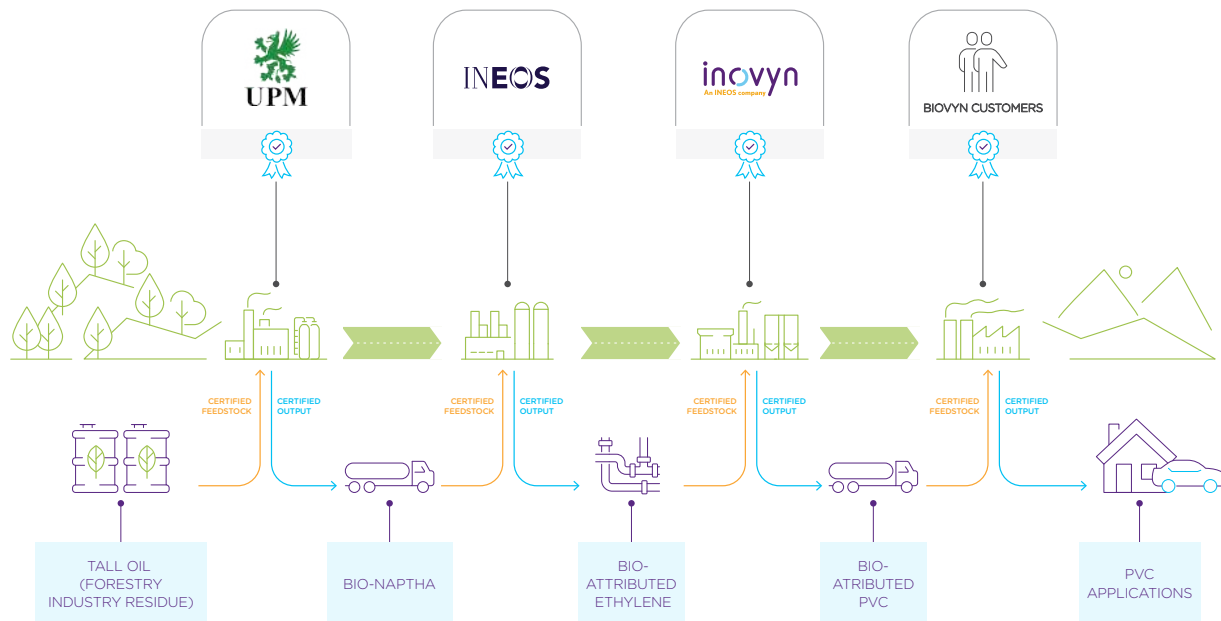 UPM
INEOS
inovyn
An INEOS company
BIOVYN CUSTOMERS
CERTIFIED
FEEDSTOCK
CERTIFIED
OUTPUT
CERTIFIED
FEEDSTOCK
CERTIFIED
OUTPUT
CERTIFIED
FEEDSTOCK
CERTIFIED
OUTPUT
CERTIFIED
FEEDSTOCK
CERTIFIED
OUTPUT
TALL OIL
(FORESTRY
INDUSTRY RESIDUE)
BIO-NAPTHA
BIO-
ATTRIBUTED
ETHYLENE
BIO-
ATRIBUTED
PVC
PVC
APPLICATIONS